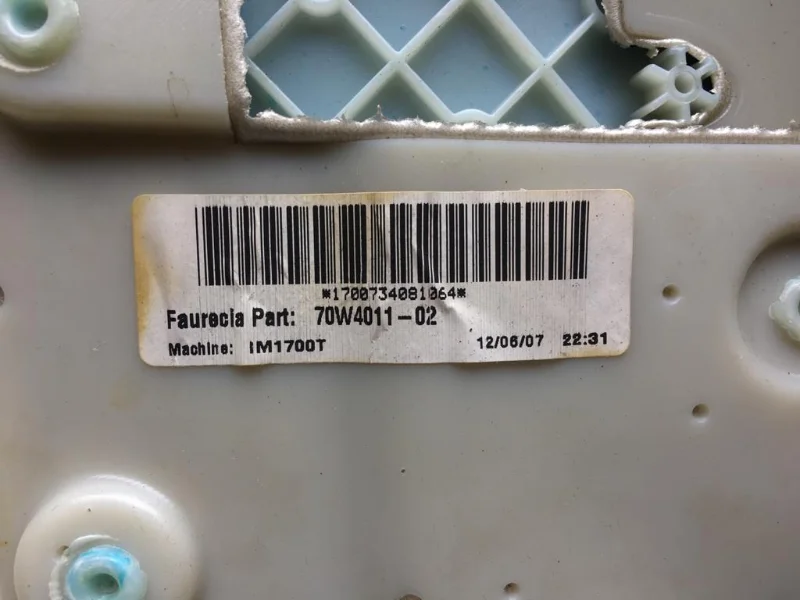 *1700734081064*
Faurecia Part: 70W4011-02
Machine: IM1700T 12/06/07 22:31